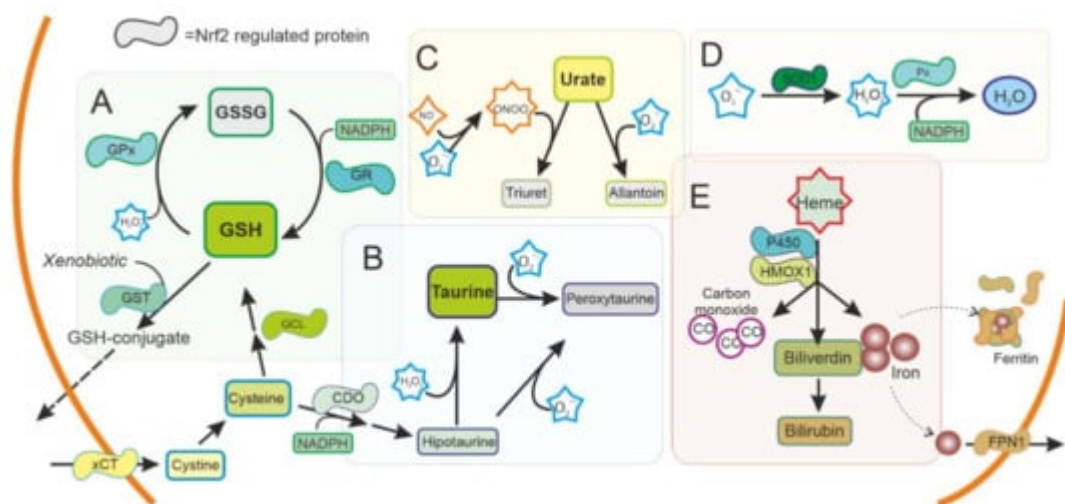 =Nrf2 regulated protein
A
GSSG
NADPH
GPx
GR
H₂O₂
GSH
Xenobiotic
GST
GSH-conjugate
GCL
Cysteine
CDO
NADPH
xCT
Cystine
B
Taurine
O₂
Peroxytaurine
H₂O₂
O₂
Hipotaurine
C
Urate
NO
ONOO
O₂
O₂
Triuret
Allantoin
D
O₂
H₂O₂
Px
NADPH
H₂O
E
Heme
P450
HMOX1
Carbon
monoxide
CO
CO
CO
CO
Biliverdin
Iron
Bilirubin
Ferritin
FPN1